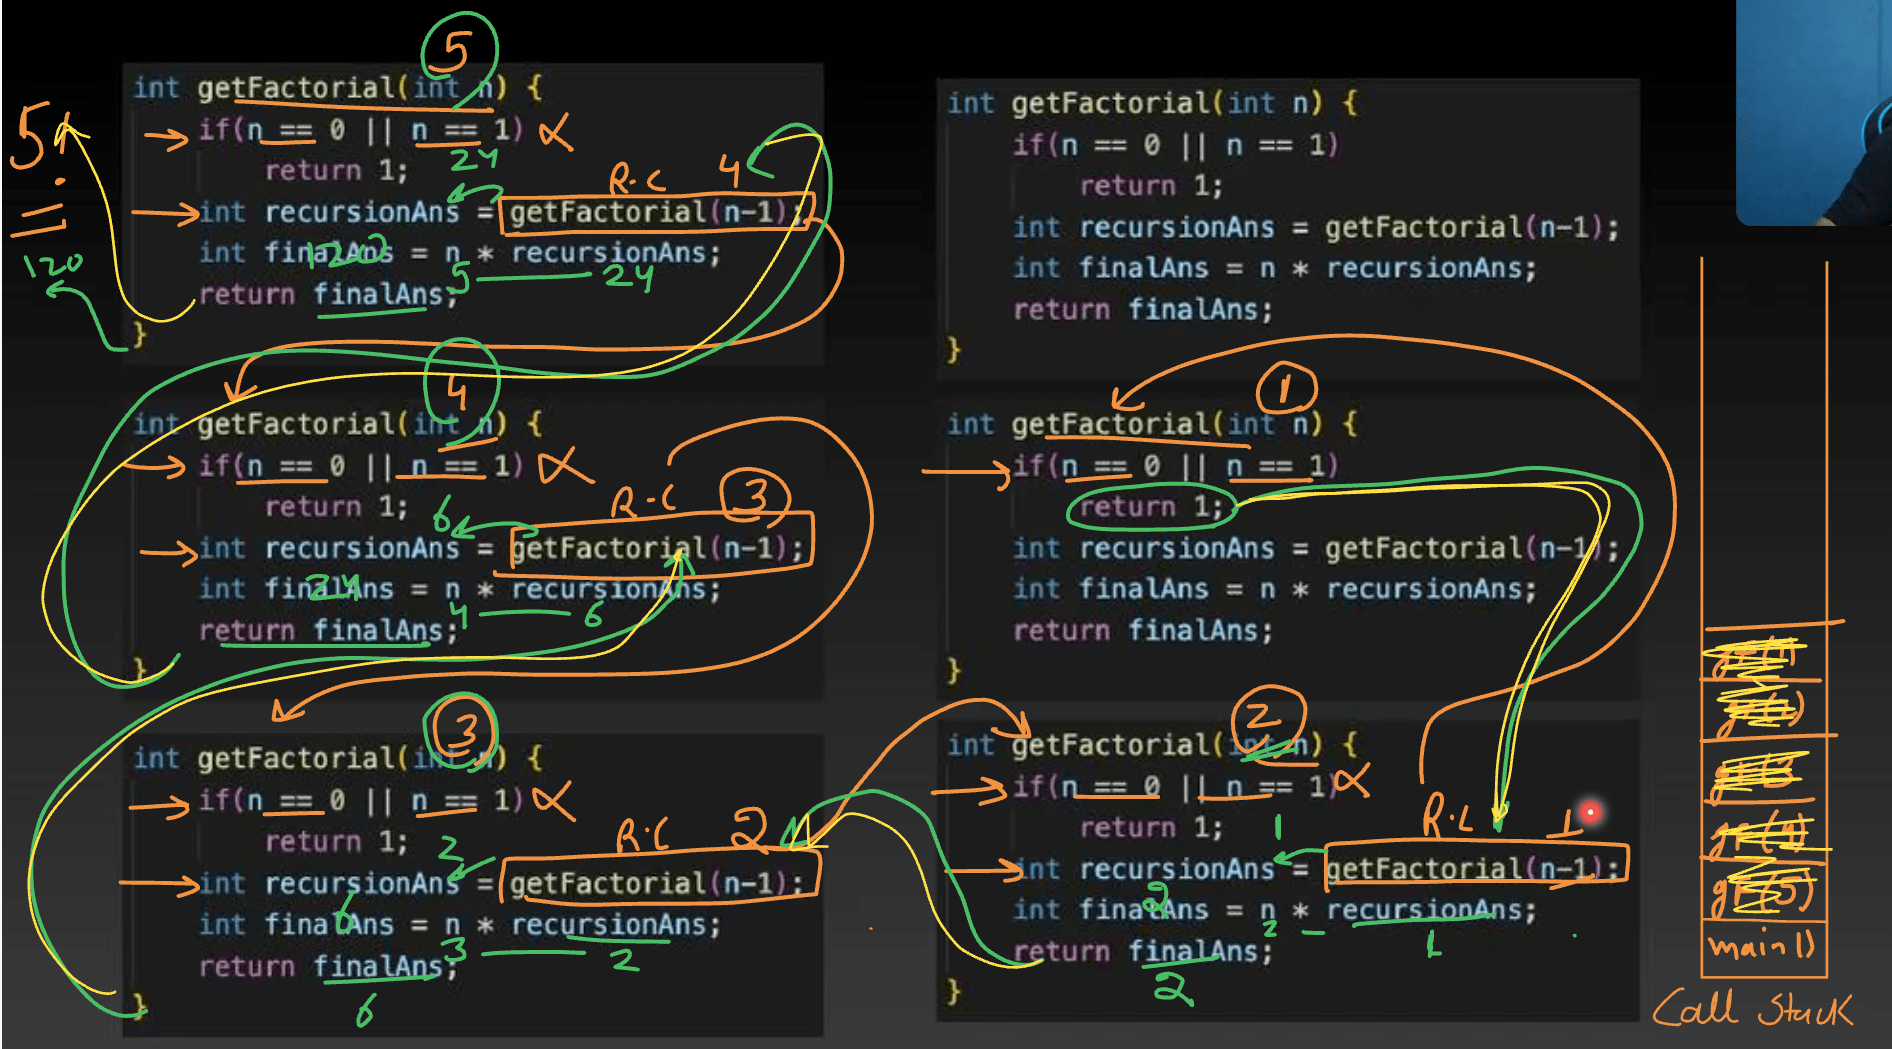 5
int getFactorial(int n) {
if(n == 0 || n == 1)
24
return 1;
R.C 4
int recursionAns = getFactorial(n-1);
int finalAns = n * recursionAns;
120
5 24
return finalAns;
}
5!
120
4
int getFactorial(int n) {
if(n == 0 || n == 1)
return 1;
6
R.C 3
int recursionAns = getFactorial(n-1);
int finalAns = n * recursionAns;
24
4 6
return finalAns;
}
3
int getFactorial(int n) {
if(n == 0 || n == 1)
return 1;
2
R.C 2
int recursionAns = getFactorial(n-1);
int finalAns = n * recursionAns;
6
3 2
return finalAns;
6
}
int getFactorial(int n) {
if(n == 0 || n == 1)
return 1;
int recursionAns = getFactorial(n-1);
int finalAns = n * recursionAns;
return finalAns;
}
1
int getFactorial(int n) {
if(n == 0 || n == 1)
return 1;
int recursionAns = getFactorial(n-1);
int finalAns = n * recursionAns;
return finalAns;
}
2
int getFactorial(int n) {
if(n == 0 || n == 1)
return 1;
1
R.C 1
int recursionAns = getFactorial(n-1);
int finalAns = n * recursionAns;
2
2 1
return finalAns;
2
}
main()
Call Stack